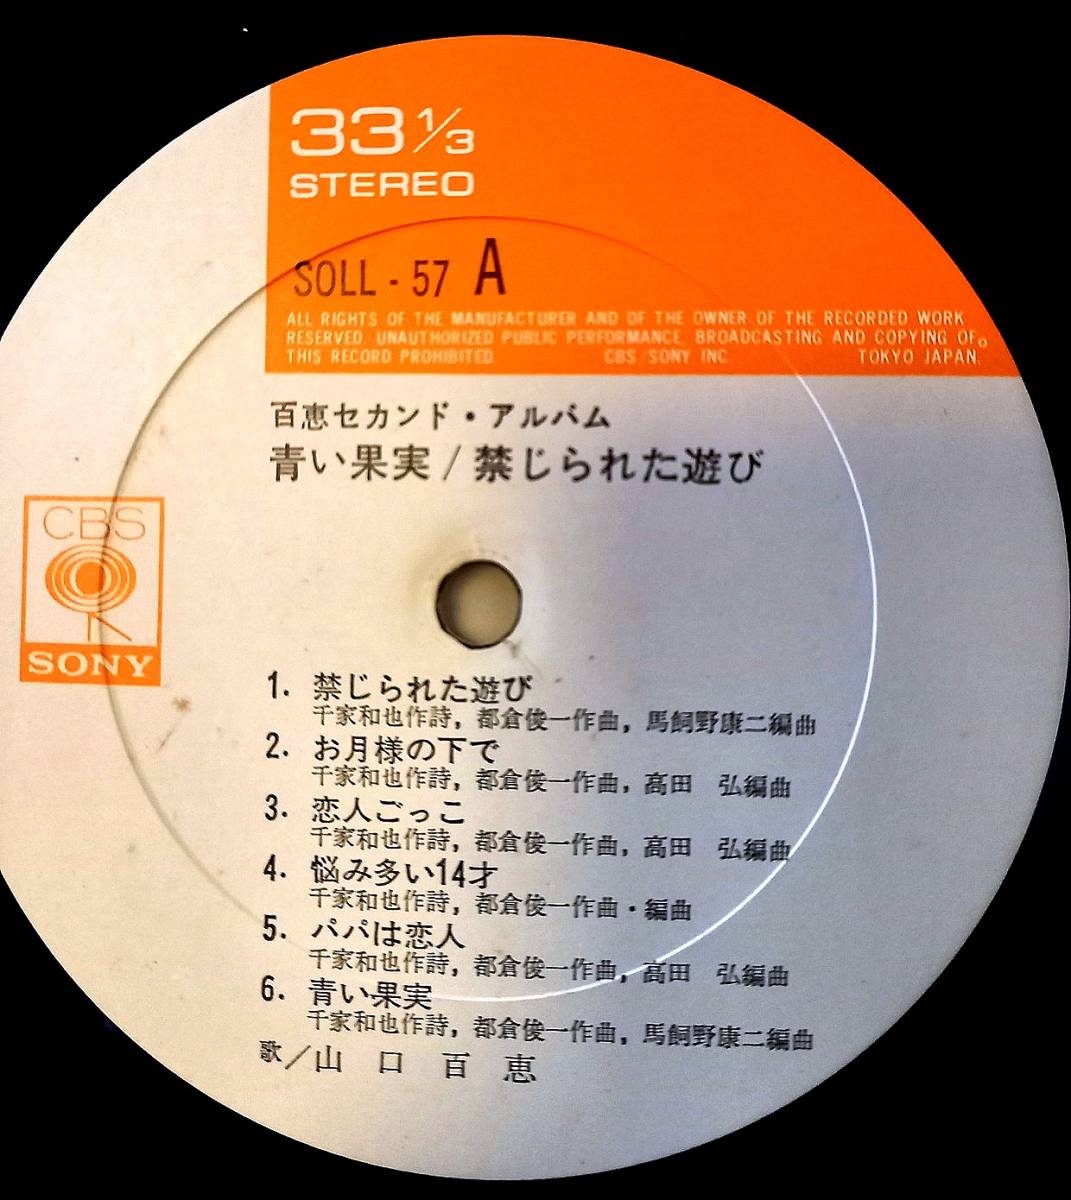 33 1/3
STEREO
SOLL - 57 A
ALL RIGHTS OF THE MANUFACTURER AND OF THE OWNER OF THE RECORDED WORK
RESERVED. UNAUTHORIZED PUBLIC PERFORMANCE, BROADCASTING AND COPYING OF
THIS RECORD PROHIBITED. CBS/SONY INC. TOKYO JAPAN.
百恵セカンド・アルバム
青い果実/禁じられた遊び
CBS
SONY
1. 禁じられた遊び
千家和也作詩,都倉俊一作曲,馬飼野康二編曲
2. お月様の下で
千家和也作詩,都倉俊一作曲,高田 弘編曲
3. 恋人ごっこ
千家和也作詩,都倉俊一作曲,高田 弘編曲
4. 悩み多い14才
千家和也作詩,都倉俊一作曲・編曲
5. パパは恋人
千家和也作詩,都倉俊一作曲,高田 弘編曲
6. 青い果実
千家和也作詩,都倉俊一作曲,馬飼野康二編曲
歌/山口百恵